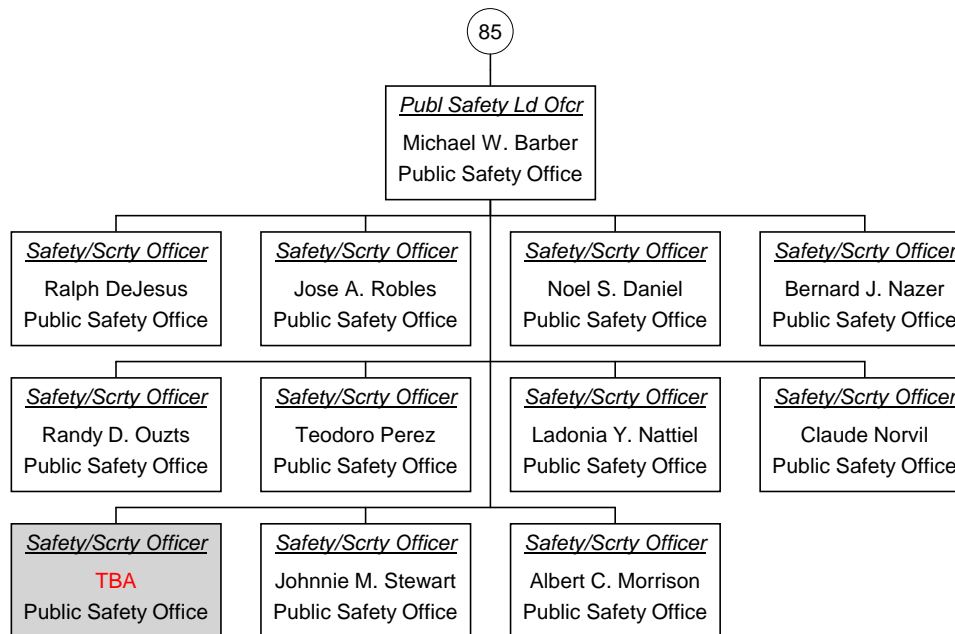 85
Publ Safety Ld Ofcr
Michael W. Barber
Public Safety Office
Safety/Scrty Officer
Ralph DeJesus
Public Safety Office
Safety/Scrty Officer
Jose A. Robles
Public Safety Office
Safety/Scrty Officer
Noel S. Daniel
Public Safety Office
Safety/Scrty Officer
Bernard J. Nazer
Public Safety Office
Safety/Scrty Officer
Randy D. Ouzts
Public Safety Office
Safety/Scrty Officer
Teodoro Perez
Public Safety Office
Safety/Scrty Officer
Ladonia Y. Nattiel
Public Safety Office
Safety/Scrty Officer
Claude Norvil
Public Safety Office
Safety/Scrty Officer
TBA
Public Safety Office
Safety/Scrty Officer
Johnnie M. Stewart
Public Safety Office
Safety/Scrty Officer
Albert C. Morrison
Public Safety Office